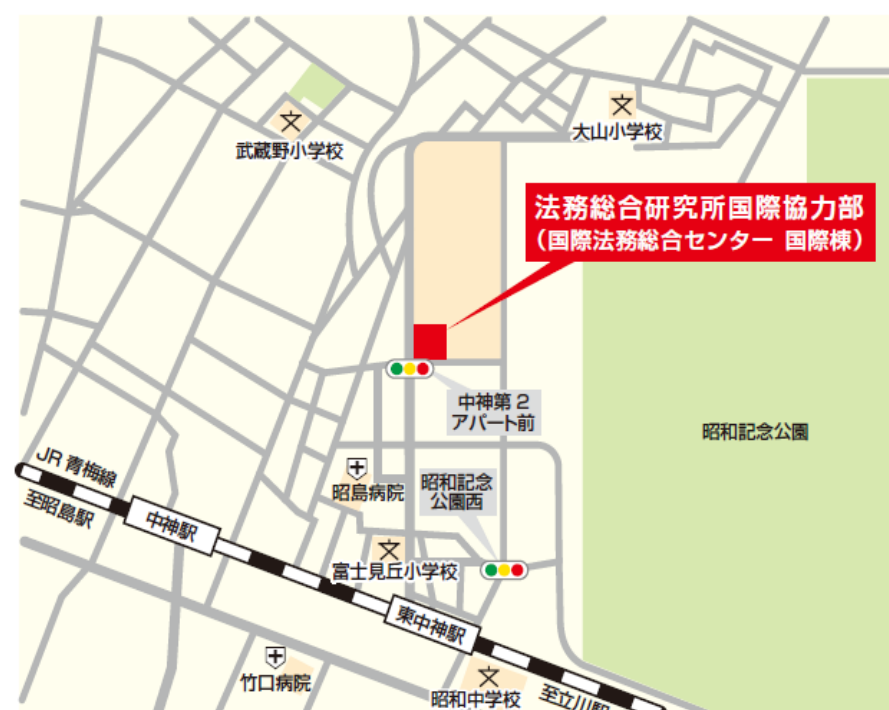 大山小学校
武蔵野小学校
法務総合研究所国際協力部
（国際法務総合センター 国際棟）
中神第2
アパート前
昭和記念公園
JR 青梅線
至昭島駅
中神駅
昭島病院
昭和記念
公園西
富士見丘小学校
東中神駅
竹口病院
昭和中学校
至立川駅